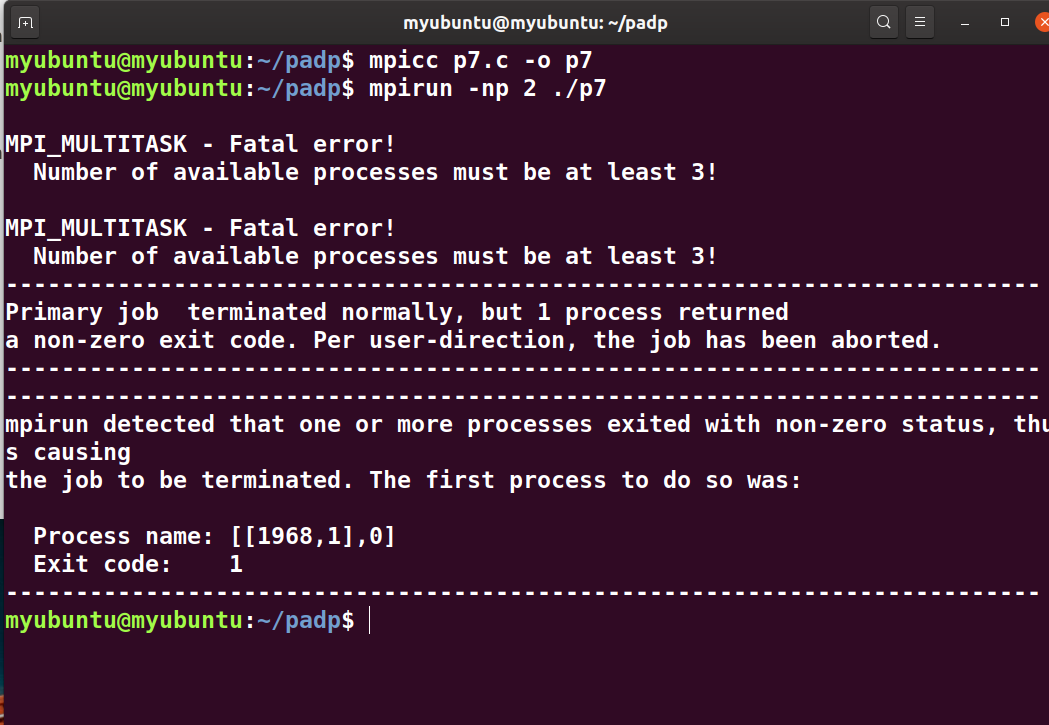 myubuntu@myubuntu: ~/padp
myubuntu@myubuntu:~/padp$ mpicc p7.c -o p7
myubuntu@myubuntu:~/padp$ mpirun -np 2 ./p7
MPI_MULTITASK - Fatal error!
  Number of available processes must be at least 3!
MPI_MULTITASK - Fatal error!
  Number of available processes must be at least 3!
--------------------------------------------------------------------------
Primary job  terminated normally, but 1 process returned
a non-zero exit code. Per user-direction, the job has been aborted.
--------------------------------------------------------------------------
--------------------------------------------------------------------------
mpirun detected that one or more processes exited with non-zero status, thu
s causing
the job to be terminated. The first process to do so was:
  Process name: [[1968,1],0]
  Exit code:    1
--------------------------------------------------------------------------
myubuntu@myubuntu:~/padp$